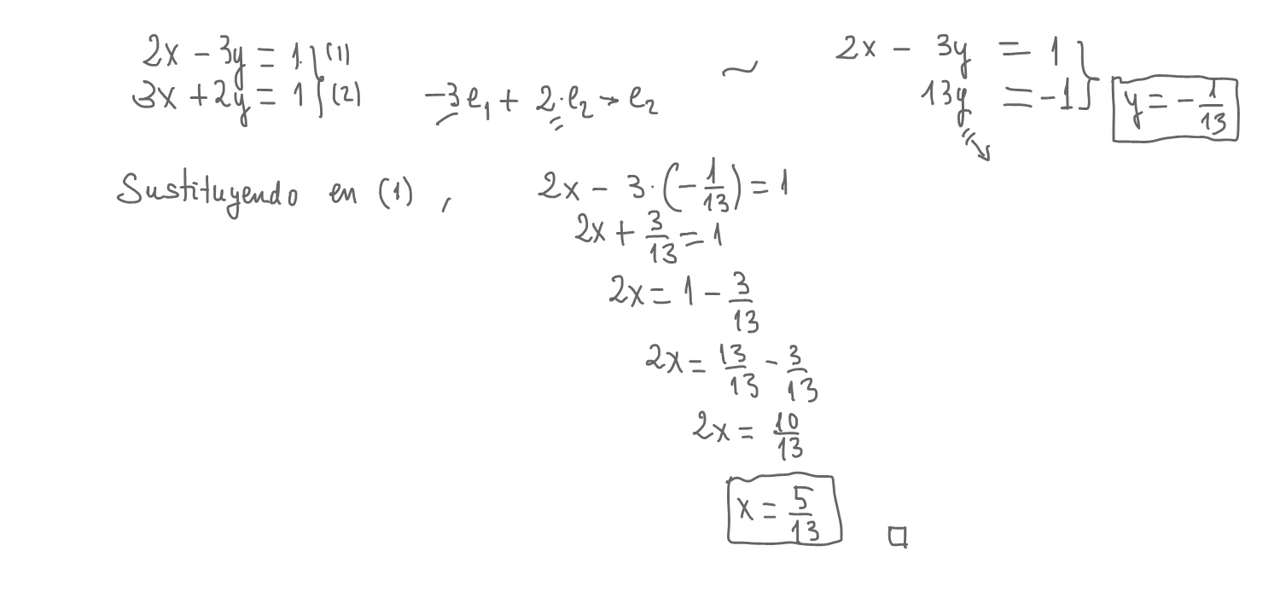 2x - 3y = 1 } (1)
3x + 2y = 1 } (2)
-3e₁ + 2·e₂ → e₂
~
2x - 3y = 1 }
13y = -1 }
y = -1/13
Sustituyendo en (1),
2x - 3·(-1/13) = 1
2x + 3/13 = 1
2x = 1 - 3/13
2x = 13/13 - 3/13
2x = 10/13
x = 5/13 □